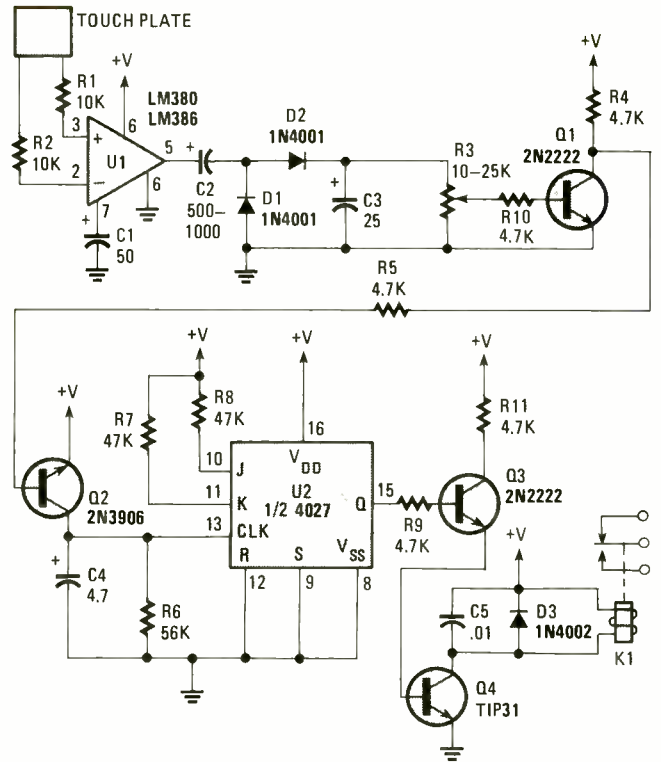 TOUCH PLATE
R1
10K
+V
LM380
LM386
R2
10K
3
+
6
U1
5
2
−
7
6
+
C1
50
+
C2
500–
1000
D2
1N4001
D1
1N4001
+
C3
25
R3
10–25K
R10
4.7K
Q1
2N2222
+V
R4
4.7K
R5
4.7K
+V
Q2
2N3906
+
C4
4.7
+V
R7
47K
R8
47K
+V
16
10
J
V DD
11
K
U2
1/2 4027
Q
15
13
CLK
R
S
V SS
12
9
8
R6
56K
R9
4.7K
+V
R11
4.7K
Q3
2N2222
+V
C5
.01
D3
1N4002
K1
Q4
TIP31